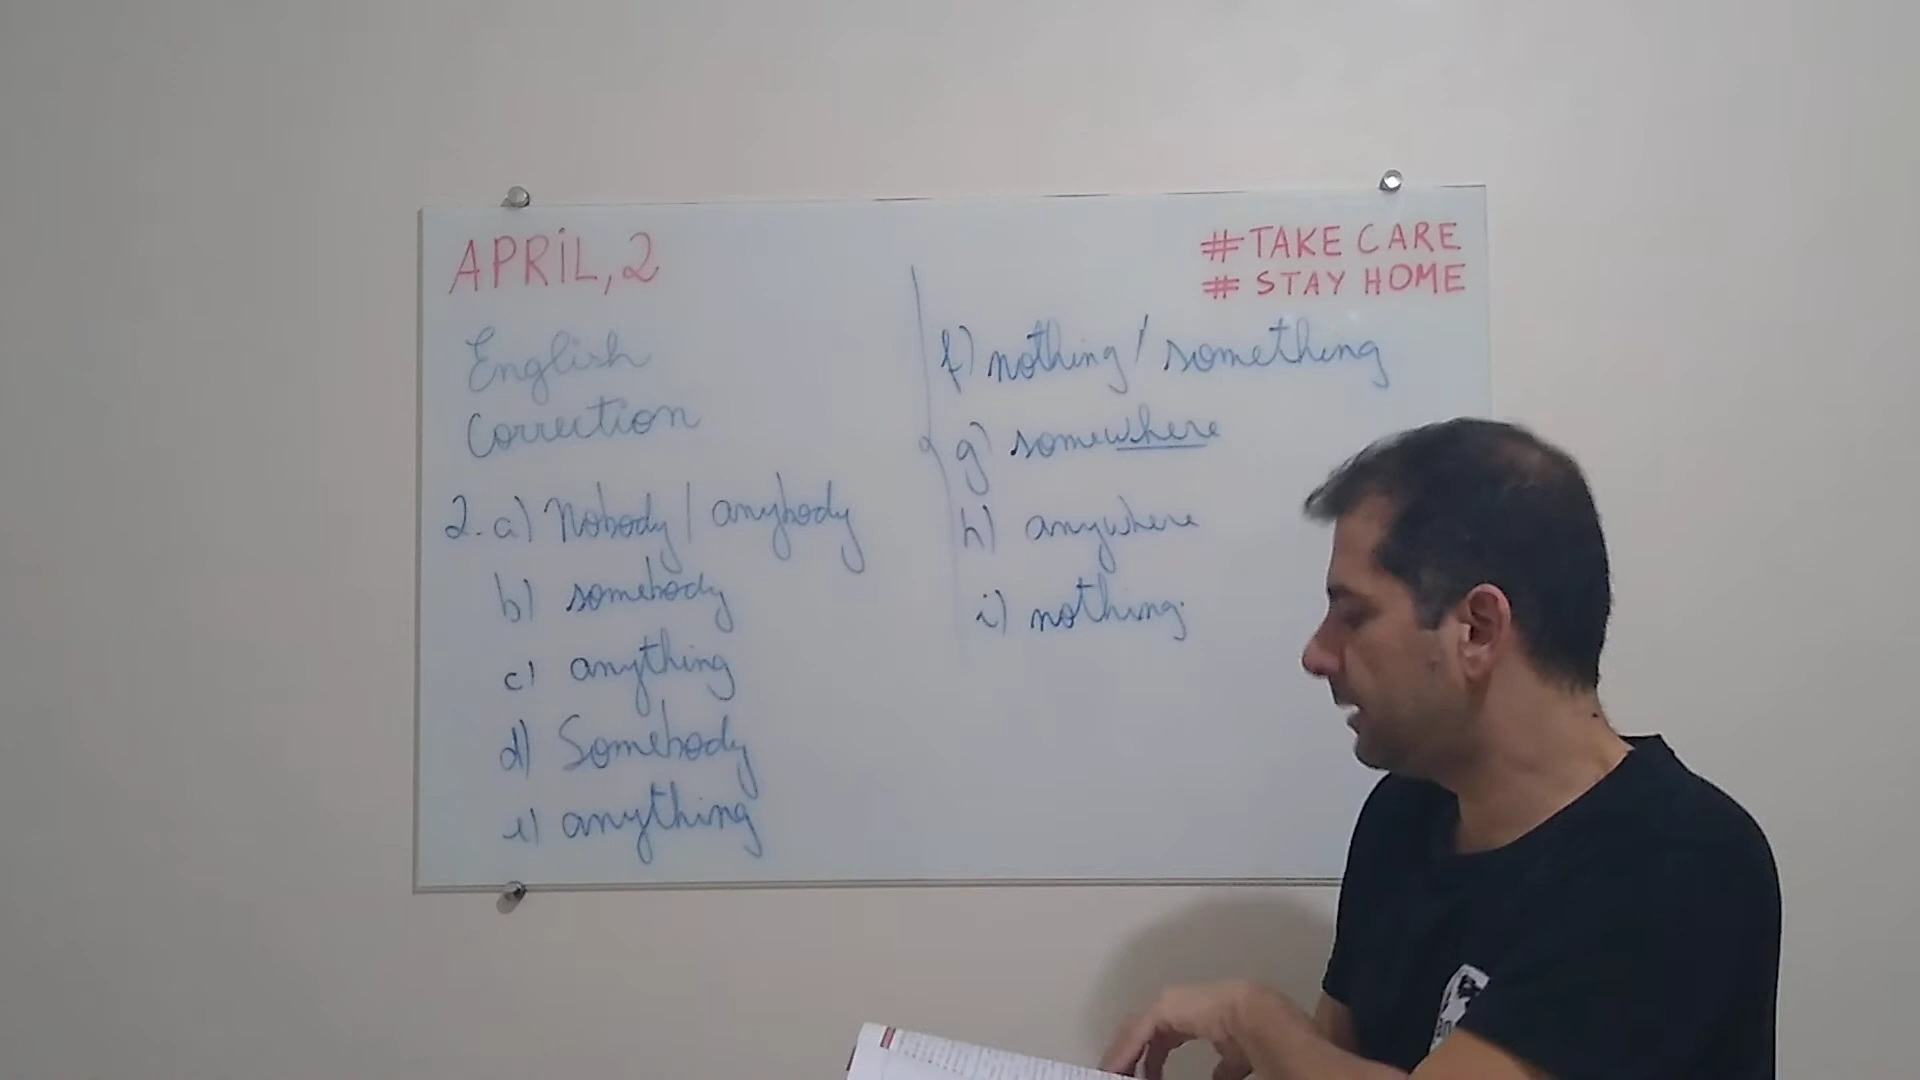 APRIL, 2
# TAKE CARE
# STAY HOME
English
Correction
2. a) Nobody / anybody
b) somebody
c) anything
d) Somebody
e) anything
f) nothing / something
g) somewhere
h) anywhere
i) nothing.